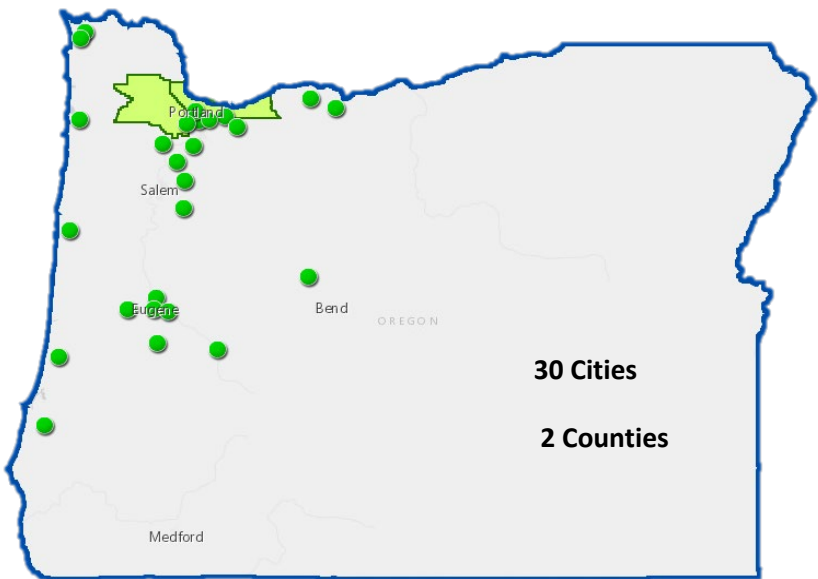 Portland
Salem
Eugene
Bend
OREGON
30 Cities
2 Counties
Medford